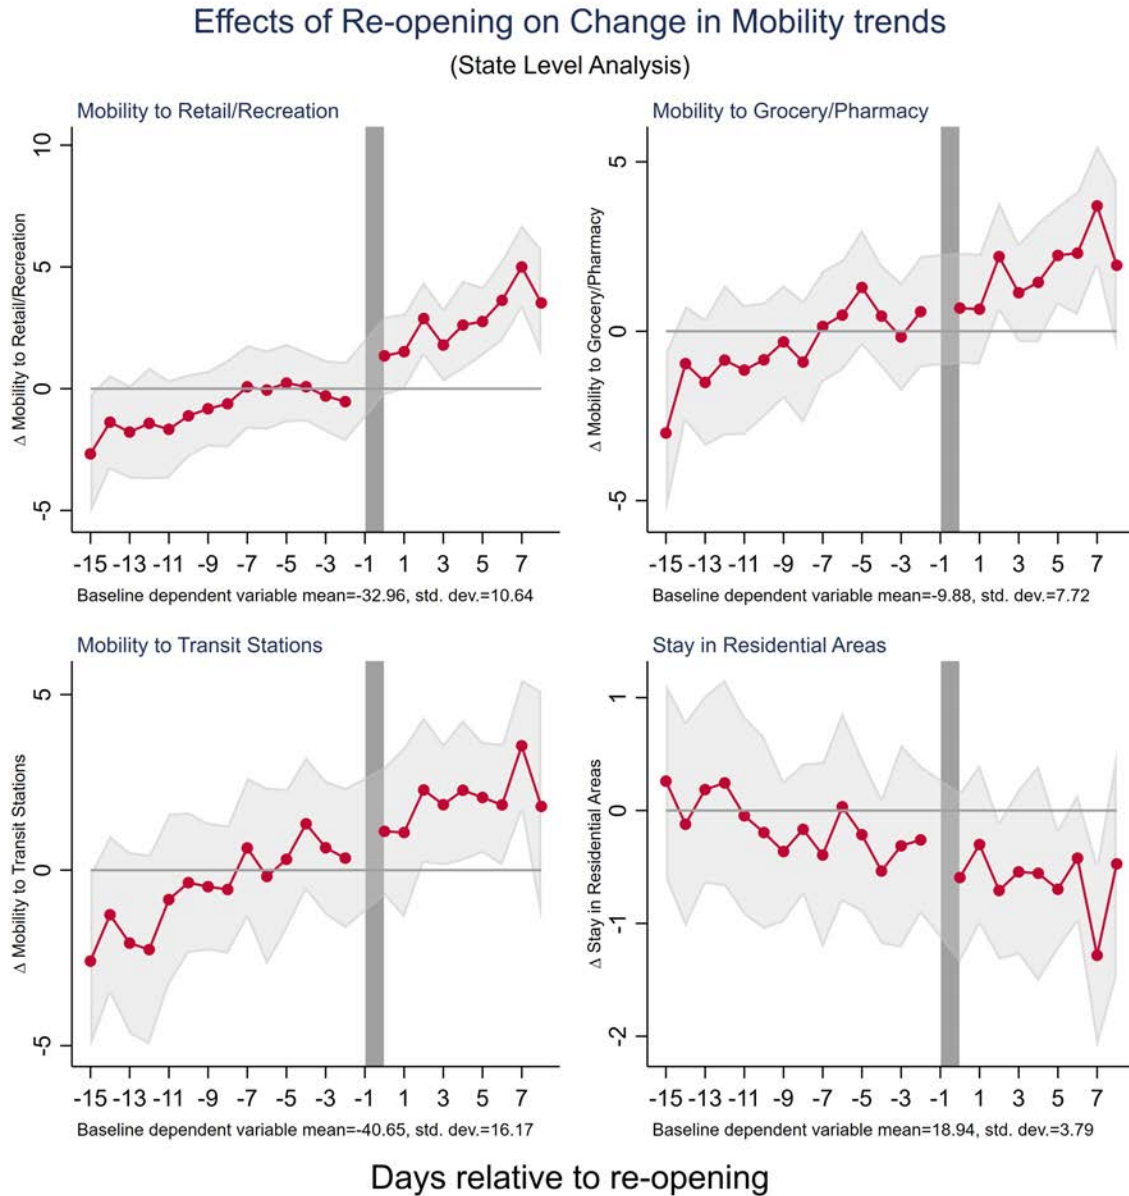 Effects of Re-opening on Change in Mobility trends
(State Level Analysis)
Mobility to Retail/Recreation
Δ Mobility to Retail/Recreation
10
5
0
-5
-15 -13 -11 -9 -7 -5 -3 -1 1 3 5 7
Baseline dependent variable mean=-32.96, std. dev.=10.64
Mobility to Grocery/Pharmacy
Δ Mobility to Grocery/Pharmacy
5
0
-5
-15 -13 -11 -9 -7 -5 -3 -1 1 3 5 7
Baseline dependent variable mean=-9.88, std. dev.=7.72
Mobility to Transit Stations
Δ Mobility to Transit Stations
5
0
-5
-15 -13 -11 -9 -7 -5 -3 -1 1 3 5 7
Baseline dependent variable mean=-40.65, std. dev.=16.17
Stay in Residential Areas
Δ Stay in Residential Areas
1
0
-1
-2
-15 -13 -11 -9 -7 -5 -3 -1 1 3 5 7
Baseline dependent variable mean=18.94, std. dev.=3.79
Days relative to re-opening